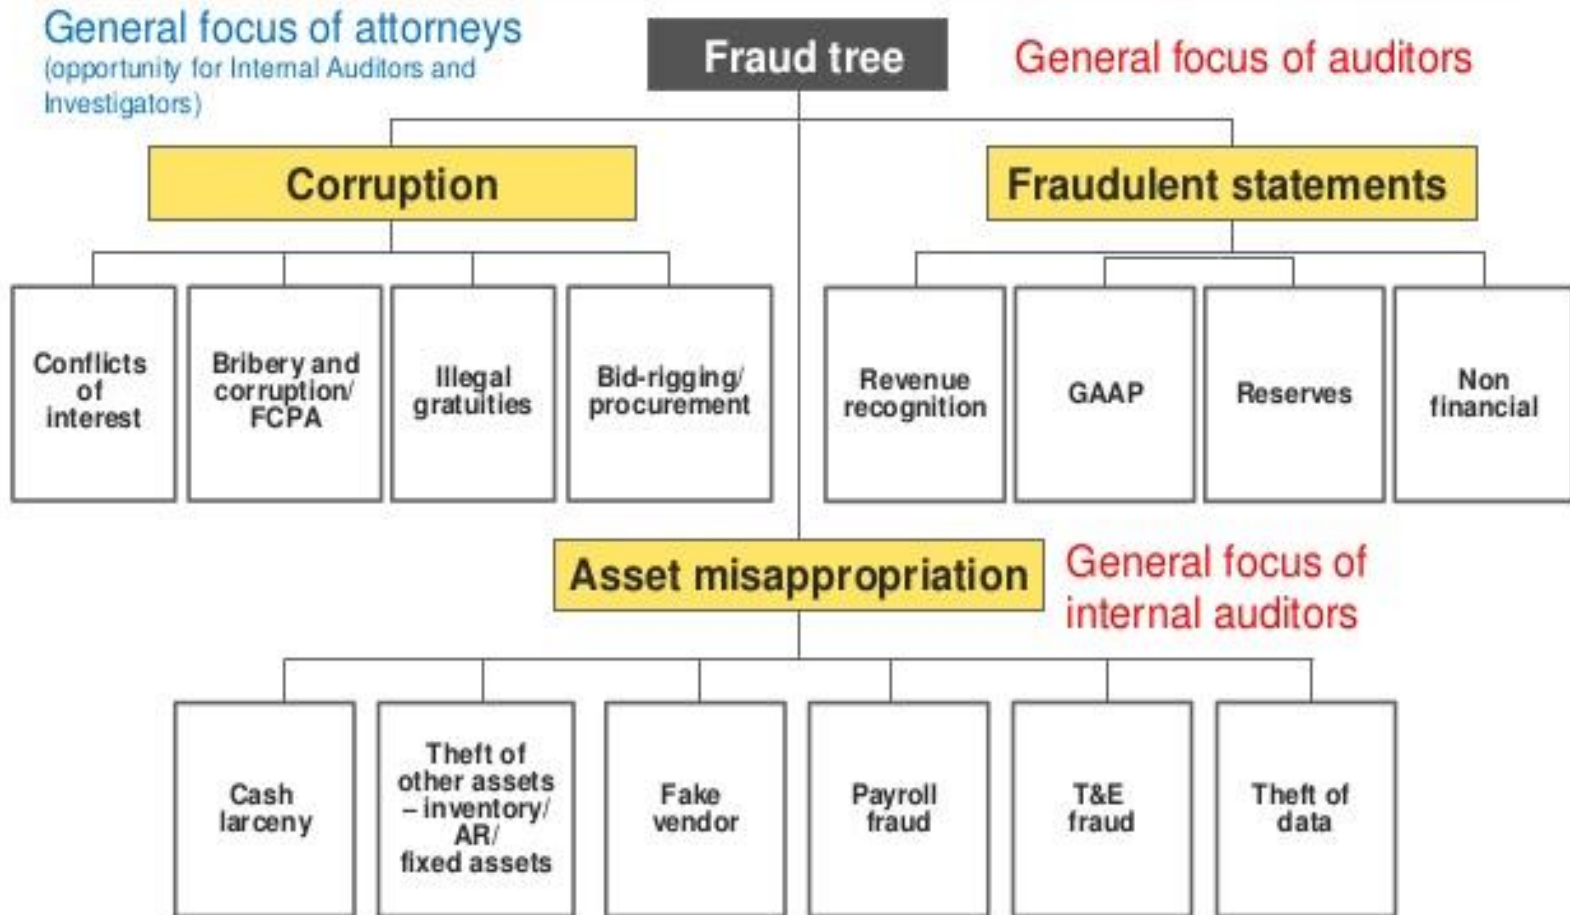 General focus of attorneys
(opportunity for Internal Auditors and
Investigators)
Fraud tree
General focus of auditors
Corruption
Fraudulent statements
Conflicts
of
interest
Bribery and
corruption/
FCPA
Illegal
gratuities
Bid-rigging/
procurement
Revenue
recognition
GAAP
Reserves
Non
financial
Asset misappropriation
General focus of
internal auditors
Cash
larceny
Theft of
other assets
– inventory/
AR/
fixed assets
Fake
vendor
Payroll
fraud
T&E
fraud
Theft of
data